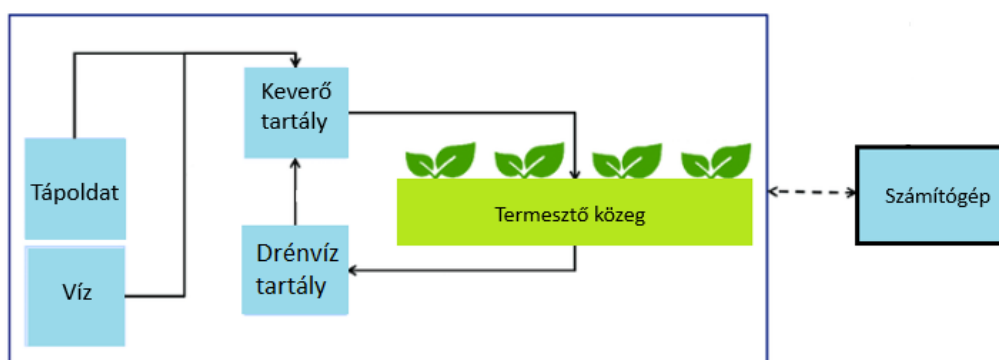 Keverő
tartály
Tápoldat
Víz
Drénvíz
tartály
Termesztő közeg
Számítógép